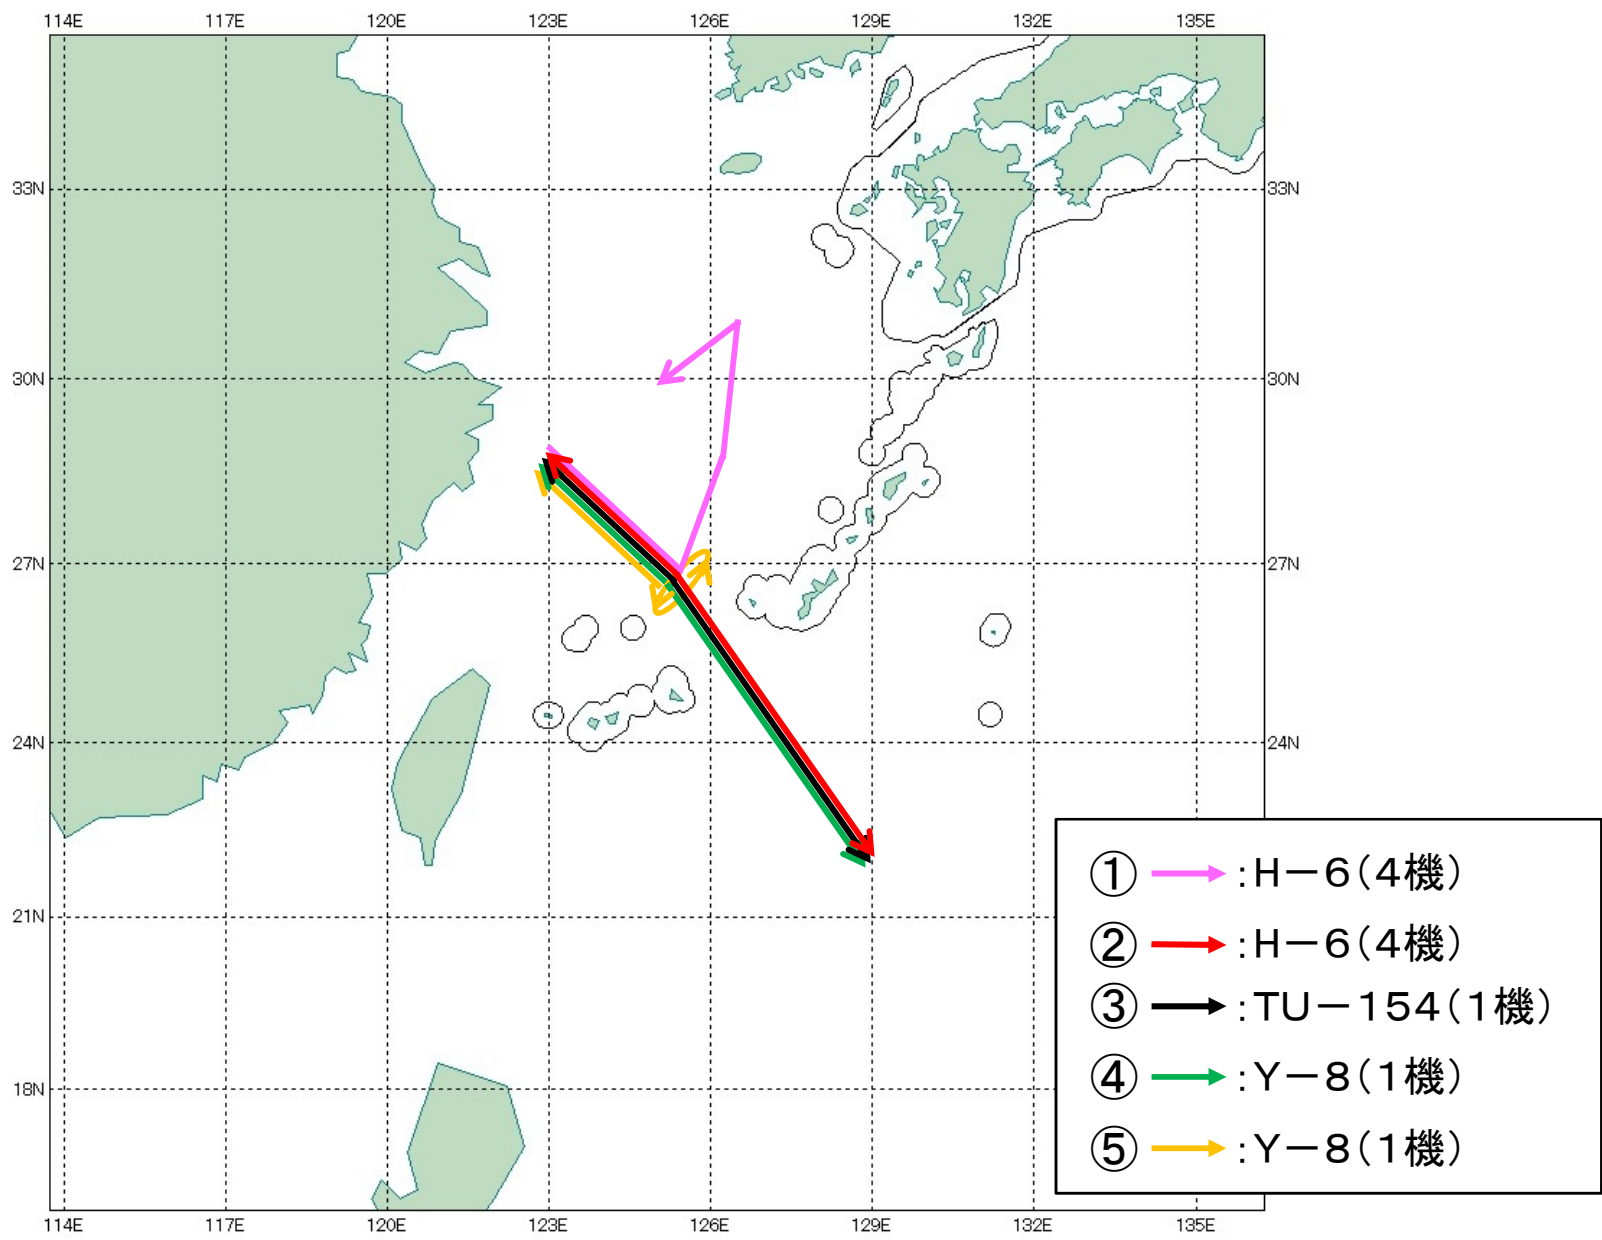 114E 117E 120E 123E 126E 129E 132E 135E
33N 33N
30N 30N
27N 27N
24N 24N
21N
18N
①:H－6(4機)
②:H－6(4機)
③:TU－154(1機)
④:Y－8(1機)
⑤:Y－8(1機)
114E 117E 120E 123E 126E 129E 132E 135E